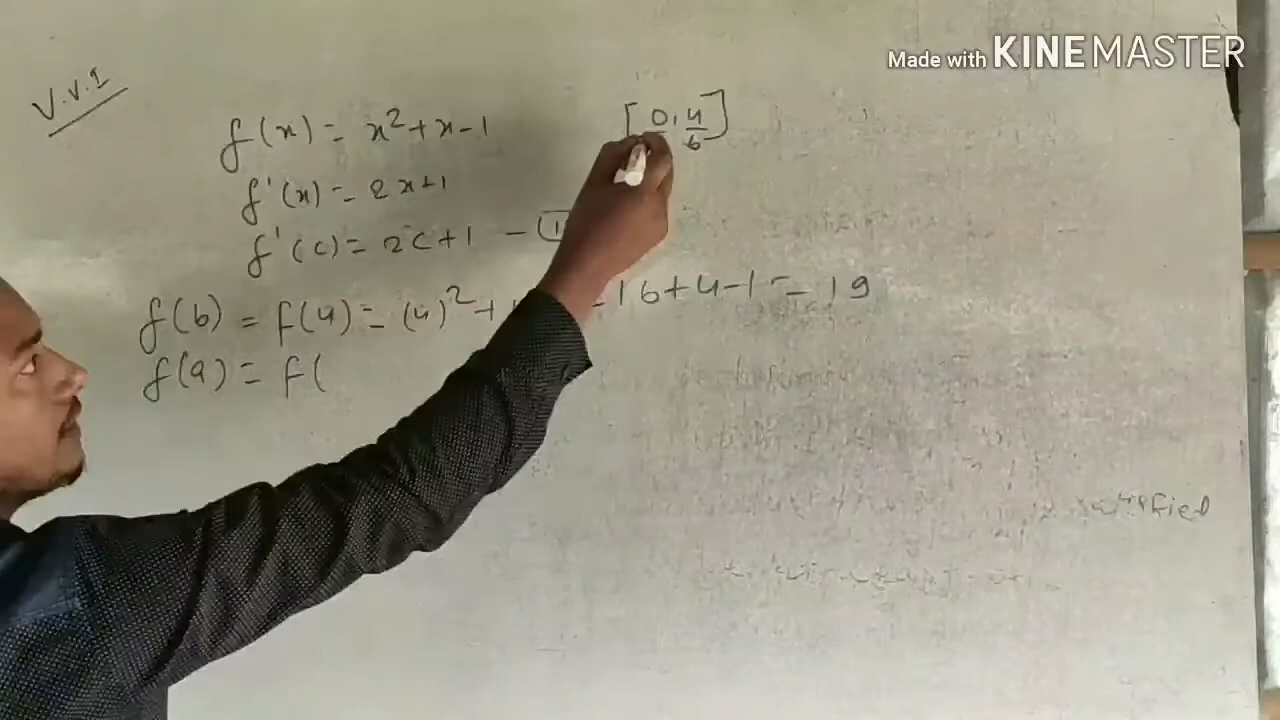 Made with KINEMASTER
V.V.I
f(x) = x²+x-1 [0,4]
b
f'(x) = 2x+1
f'(c) = 2c+1 - ①
f(b) = f(4) = (4)²+ 16+4-1 = 19
f(a) = f(
satisfied